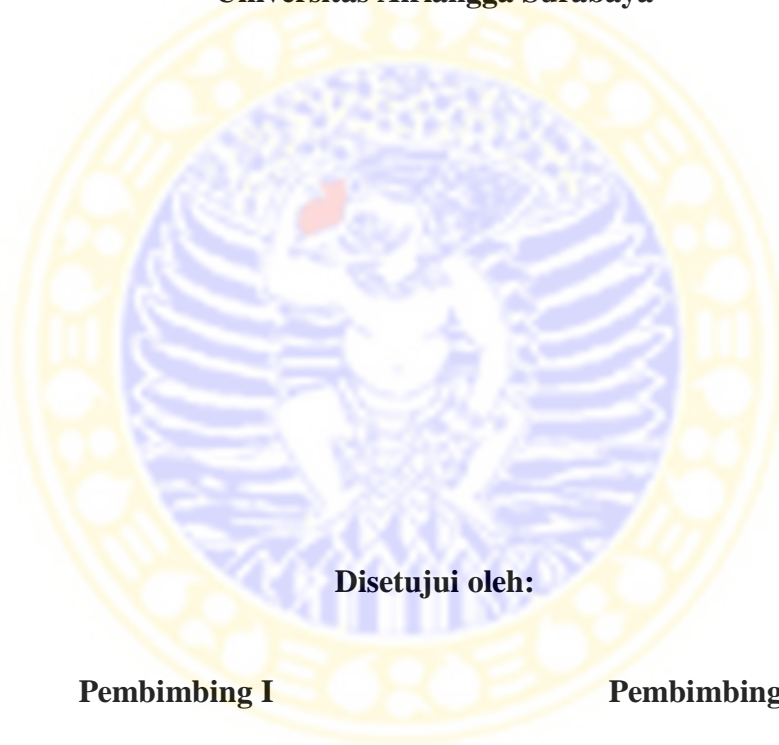 Universitas Airlangga Surabaya
Disetujui oleh:
Pembimbing I Pembimbing